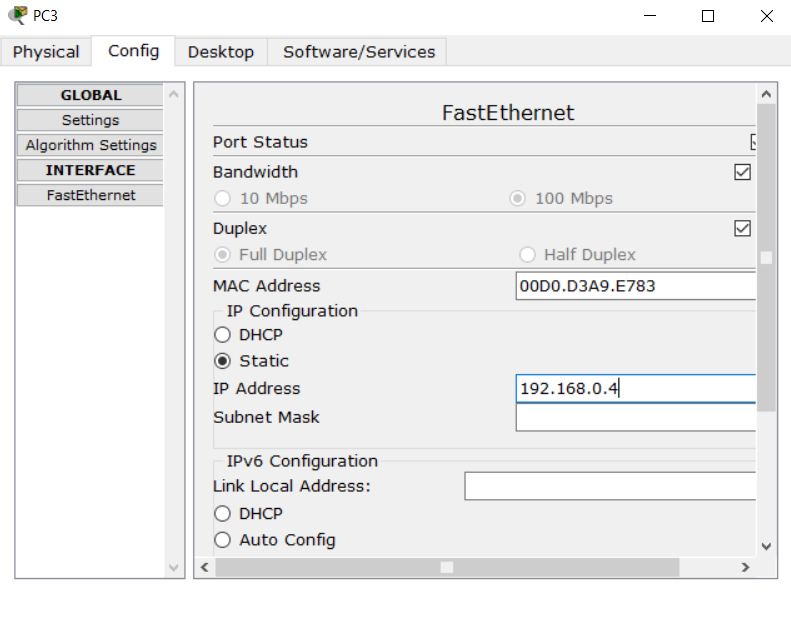 PC3
Physical Config Desktop Software/Services
GLOBAL
Settings
Algorithm Settings
INTERFACE
FastEthernet
FastEthernet
Port Status
Bandwidth
10 Mbps 100 Mbps
Duplex
Full Duplex Half Duplex
MAC Address 00D0.D3A9.E783
IP Configuration
DHCP
Static
IP Address 192.168.0.4
Subnet Mask
IPv6 Configuration
Link Local Address:
DHCP
Auto Config